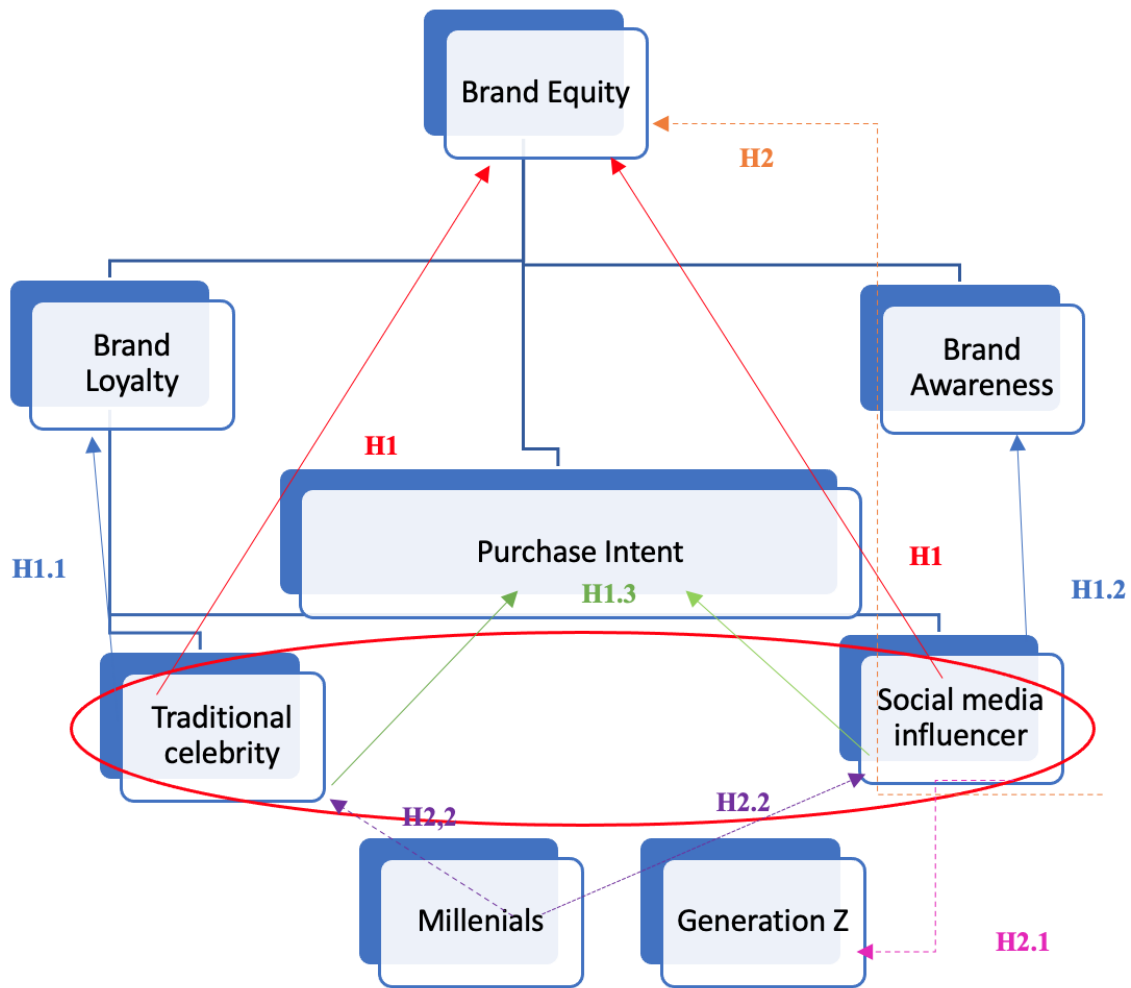 Brand Equity
H2
Brand
Loyalty
Brand
Awareness
H1
Purchase Intent
H1.1
H1.3
H1
H1.2
Traditional
celebrity
Social media
influencer
H2,2
H2.2
Millenials
Generation Z
H2.1